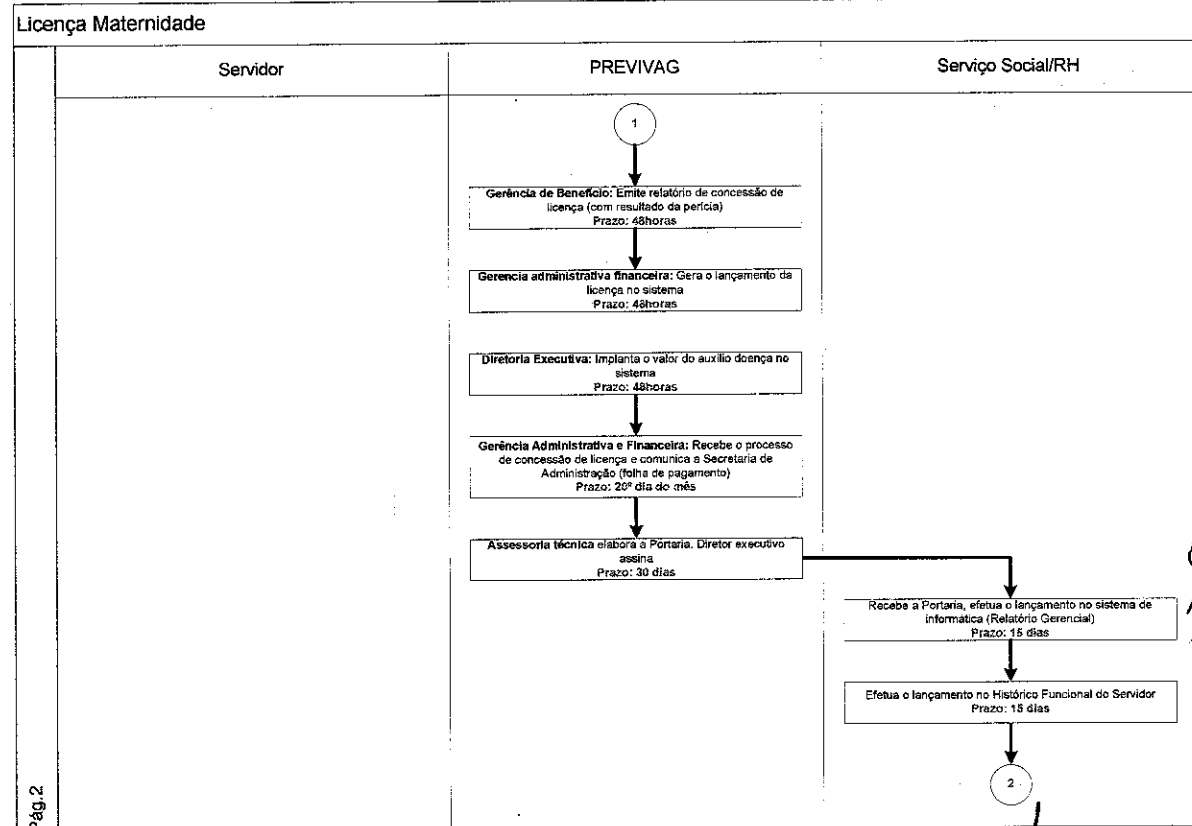 Licença Maternidade
Servidor
PREVIVAG
Serviço Social/RH
1
Gerência de Benefício: Emite relatório de concessão de
licença (com resultado da perícia)
Prazo: 48horas
Gerencia administrativa financeira: Gera o lançamento da
licença no sistema
Prazo: 48horas
Diretoria Executiva: Implanta o valor do auxilio doença no
sistema
Prazo: 48horas
Gerência Administrativa e Financeira: Recebe o processo
de concessão de licença e comunica a Secretaria de
Administração (folha de pagamento)
Prazo: 20º dia do mês
Assessoria técnica elabora a Portaria. Diretor executivo
assina
Prazo: 30 dias
Recebe a Portaria, efetua o lançamento no sistema de
informática (Relatório Gerencial)
Prazo: 15 dias
Efetua o lançamento no Histórico Funcional do Servidor
Prazo: 15 dias
2
Pág.2